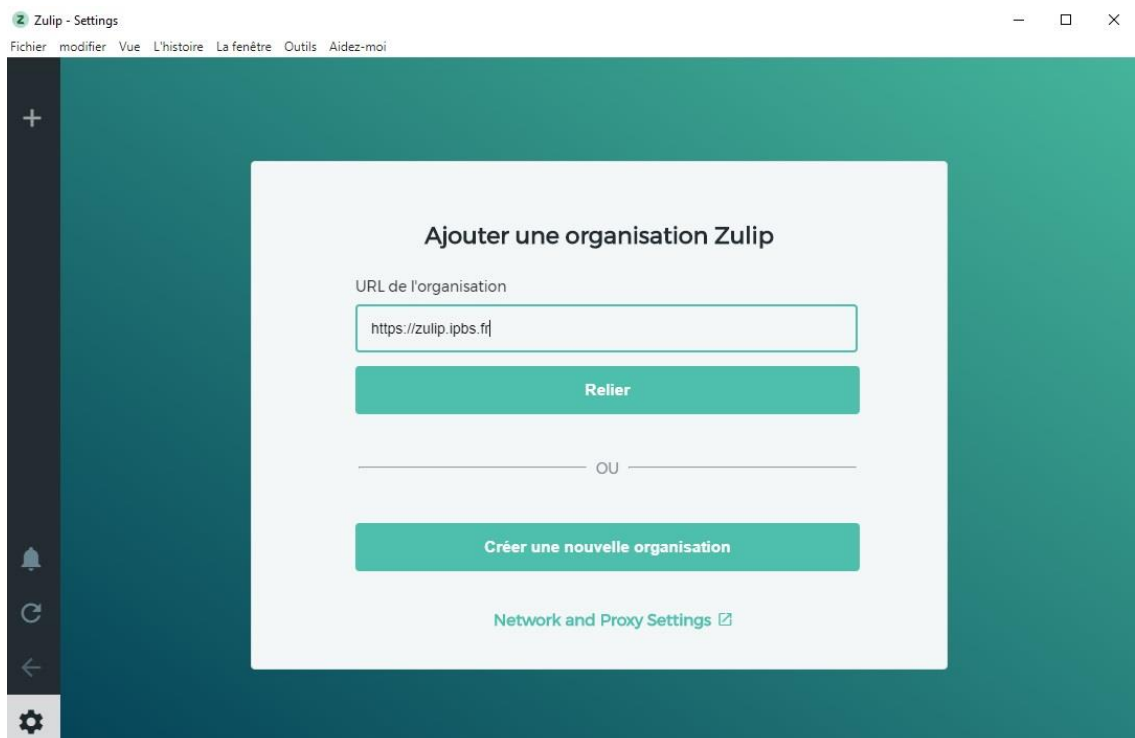 Z Zulip - Settings
Fichier modifier Vue L'histoire La fenêtre Outils Aidez-moi
Ajouter une organisation Zulip
URL de l'organisation
https://zulip.ipbs.fr
Relier
OU
Créer une nouvelle organisation
Network and Proxy Settings